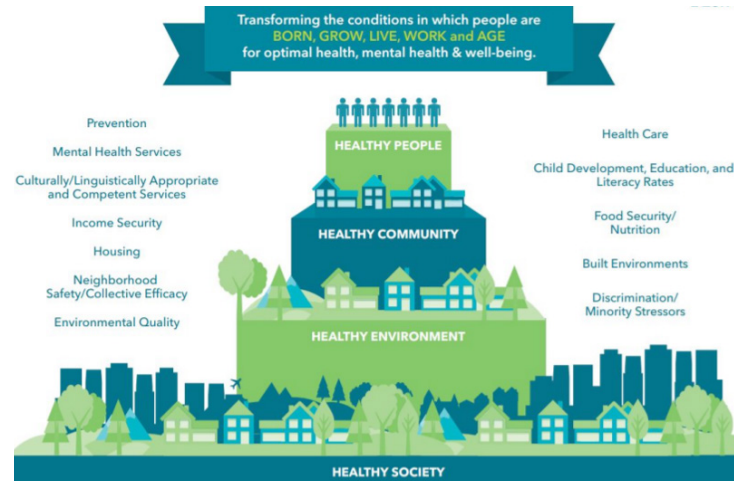 Transforming the conditions in which people are
BORN, GROW, LIVE, WORK and AGE
for optimal health, mental health & well-being.
Prevention
Mental Health Services
Culturally/Linguistically Appropriate
and Competent Services
Income Security
Housing
Neighborhood
Safety/Collective Efficacy
Environmental Quality
HEALTHY PEOPLE
HEALTHY COMMUNITY
HEALTHY ENVIRONMENT
Health Care
Child Development, Education, and
Literacy Rates
Food Security/
Nutrition
Built Environments
Discrimination/
Minority Stressors
HEALTHY SOCIETY